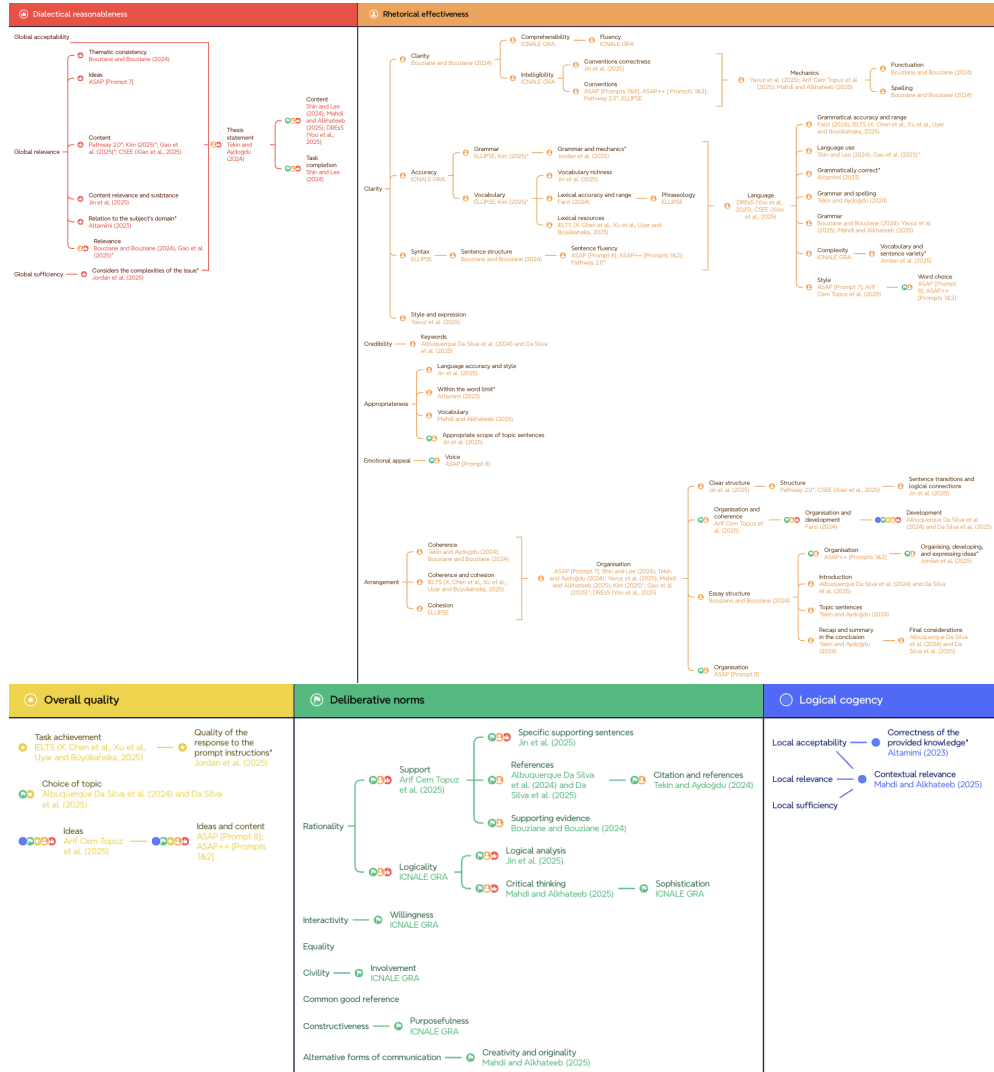 Dialectical reasonableness
Global acceptability
Thematic consistency
Bouziane and Bouziane (2024)
Ideas
ASAP [Prompt 7]
Global relevance
Content
Pathway 2.0*; Kim (2025)*; Gao et
al. (2025)*; CSEE (Xiao et al., 2025)
Content relevance and substance
Jin et al. (2025)
Relation to the subject's domain*
Altamimi (2023)
Relevance
Bouziane and Bouziane (2024); Gao et al.
(2025)*
Global sufficiency
Considers the complexities of the issue*
Jordan et al. (2025)
Thesis
statement
Tekin and
Aydoğdu
(2024)
Content
Shin and Lee
(2024); Mahdi
and Alkhateeb
(2025); DREsS
(Yoo et al.,
2025)
Task
completion
Shin and Lee
(2024)
Rhetorical effectiveness
Clarity
Clarity
Bouziane and Bouziane (2024)
Comprehensibility
ICNALE GRA
Fluency
ICNALE GRA
Intelligibility
ICNALE GRA
Conventions correctness
Jin et al. (2025)
Conventions
ASAP [Prompts 7&8]; ASAP++ [Prompts 1&2];
Pathway 2.0*; ELLIPSE
Mechanics
Yavuz et al. (2025); Arif Cem Topuz et
al. (2025); Mahdi and Alkhateeb (2025)
Punctuation
Bouziane and Bouziane (2024)
Spelling
Bouziane and Bouziane (2024)
Accuracy
ICNALE GRA
Grammar
ELLIPSE; Kim (2025)*
Grammar and mechanics*
Jordan et al. (2025)
Vocabulary
ELLIPSE; Kim (2025)*
Vocabulary richness
Jin et al. (2025)
Lexical accuracy and range
Farzi (2024)
Phraseology
ELLIPSE
Lexical resources
IELTS (X. Chen et al., Xu et al., Uyar and
Büyükahıska, 2025)
Syntax
ELLIPSE
Sentence structure
Bouziane and Bouziane (2024)
Sentence fluency
ASAP [Prompt 8]; ASAP++ [Prompts 1&2];
Pathway 2.0*
Language
DREsS (Yoo et al.,
2025); CSEE (Xiao
et al., 2025)
Grammatical accuracy and range
Farzi (2024); IELTS (X. Chen et al., Xu et al., Uyar
and Büyükahıska, 2025)
Language use
Shin and Lee (2024); Gao et al. (2025)*
Grammatically correct*
Altamimi (2023)
Grammar and spelling
Tekin and Aydoğdu (2024)
Grammar
Bouziane and Bouziane (2024); Yavuz et al.
(2025); Mahdi and Alkhateeb (2025)
Complexity
ICNALE GRA
Vocabulary and
sentence variety*
Jordan et al. (2025)
Style
ASAP [Prompt 7]; Arif
Cem Topuz et al. (2025)
Word choice
ASAP [Prompt
8]; ASAP++
[Prompts 1&2]
Style and expression
Yavuz et al. (2025)
Credibility
Keywords
Albuquerque Da Silva et al. (2024) and Da Silva
et al. (2025)
Appropriateness
Language accuracy and style
Jin et al. (2025)
Within the word limit*
Altamimi (2023)
Vocabulary
Mahdi and Alkhateeb (2025)
Appropriate scope of topic sentences
Jin et al. (2025)
Emotional appeal
Voice
ASAP [Prompt 8]
Arrangement
Coherence
Tekin and Aydoğdu (2024);
Bouziane and Bouziane (2024)
Coherence and cohesion
IELTS (X. Chen et al., Xu et al.,
Uyar and Büyükahıska, 2025)
Cohesion
ELLIPSE
Organisation
ASAP [Prompt 7]; Shin and Lee (2024); Tekin
and Aydoğdu (2024); Yavuz et al. (2025); Mahdi
and Alkhateeb (2025); Kim (2025)*; Gao et al.
(2025)*; DREsS (Yoo et al., 2025)
Clear structure
Jin et al. (2025)
Structure
Pathway 2.0*; CSEE (Xiao et al., 2025)
Sentence transitions and
logical connections
Jin et al. (2025)
Organisation and
coherence
Arif Cem Topuz et
al. (2025)
Organisation and
development
Farzi (2024)
Development
Albuquerque Da Silva et al.
(2024) and Da Silva et al. (2025)
Essay structure
Bouziane and Bouziane (2024)
Organisation
ASAP++ [Prompts 1&2]
Organising, developing,
and expressing ideas*
Jordan et al. (2025)
Introduction
Albuquerque Da Silva et al. (2024) and Da Silva
et al. (2025)
Topic sentences
Tekin and Aydoğdu (2024)
Recap and summary
in the conclusion
Tekin and Aydoğdu
(2024)
Final considerations
Albuquerque Da Silva
et al. (2024) and Da
Silva et al. (2025)
Organisation
ASAP [Prompt 8]
Overall quality
Task achievement
IELTS (X. Chen et al., Xu et al.,
Uyar and Büyükahıska, 2025)
Quality of the
response to the
prompt instructions*
Jordan et al. (2025)
Choice of topic
Albuquerque Da Silva et al. (2024) and Da Silva
et al. (2025)
Ideas
Arif Cem Topuz
et al. (2025)
Ideas and content
ASAP [Prompt 8];
ASAP++ [Prompts
1&2]
Deliberative norms
Rationality
Support
Arif Cem Topuz
et al. (2025)
Specific supporting sentences
Jin et al. (2025)
References
Albuquerque Da Silva
et al. (2024) and Da
Silva et al. (2025)
Citation and references
Tekin and Aydoğdu (2024)
Supporting evidence
Bouziane and Bouziane (2024)
Logicality
ICNALE GRA
Logical analysis
Jin et al. (2025)
Critical thinking
Mahdi and Alkhateeb (2025)
Sophistication
ICNALE GRA
Interactivity
Willingness
ICNALE GRA
Equality
Civility
Involvement
ICNALE GRA
Common good reference
Constructiveness
Purposefulness
ICNALE GRA
Alternative forms of communication
Creativity and originality
Mahdi and Alkhateeb (2025)
Logical cogency
Local acceptability
Correctness of the
provided knowledge*
Altamimi (2023)
Local relevance
Contextual relevance
Mahdi and Alkhateeb (2025)
Local sufficiency